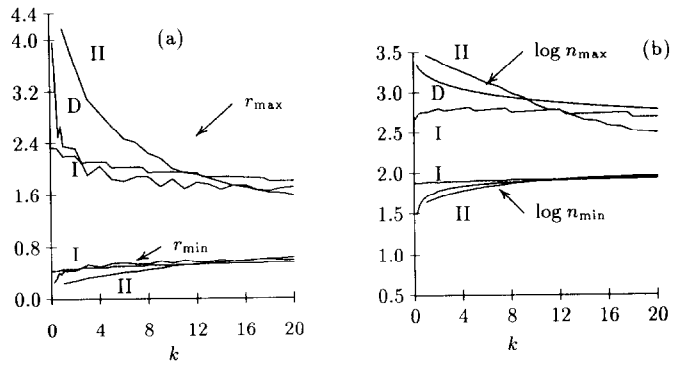 (a)
4.4
4.0
3.2
2.4
1.6
0.8
0.0
II
D
I
I
II
r max
r min
0 4 8 12 16 20
k
(b)
4.0
3.5
3.0
2.5
2.0
1.5
0.5
II
D
I
I
II
log n max
log n min
0 4 8 12 16 20
k